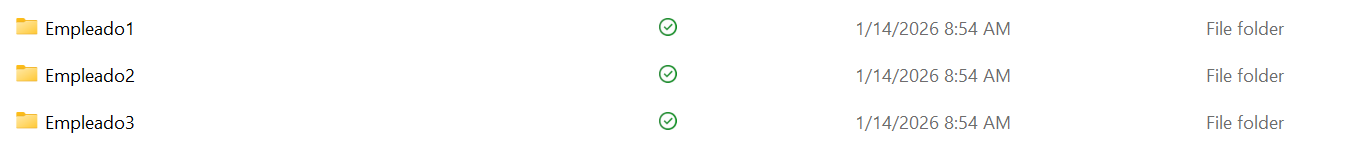 Empleado1 1/14/2026 8:54 AM File folder
Empleado2 1/14/2026 8:54 AM File folder
Empleado3 1/14/2026 8:54 AM File folder